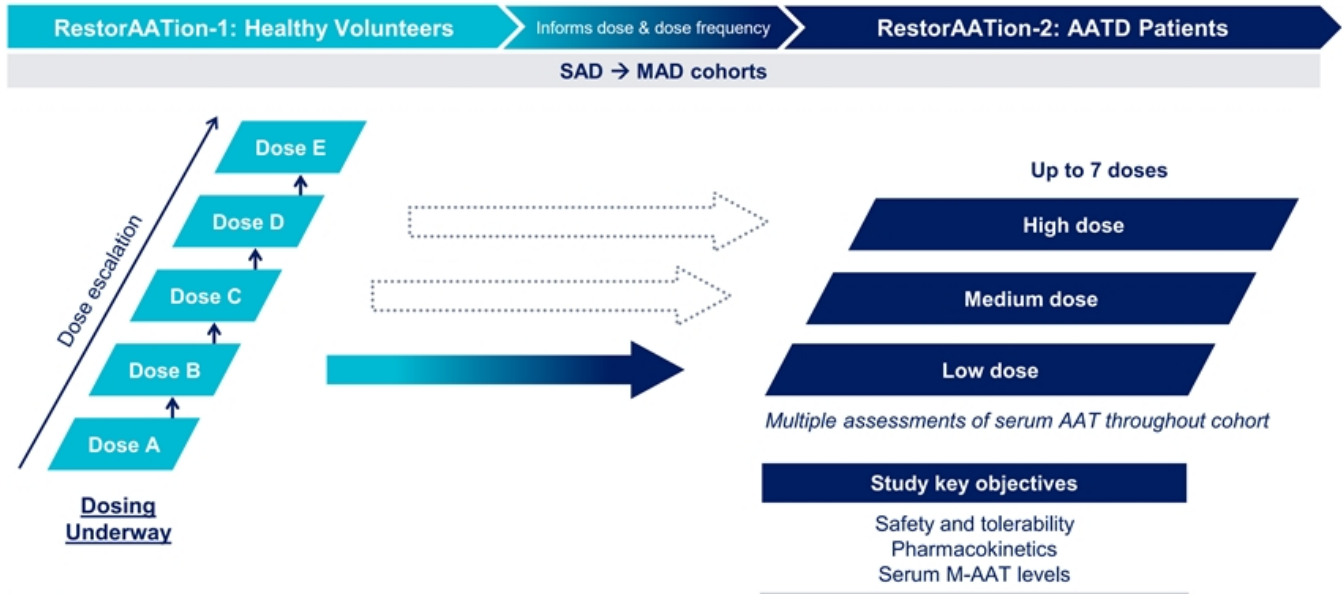 RestorAATion-1: Healthy Volunteers
Informs dose & dose frequency
RestorAATion-2: AATD Patients
SAD → MAD cohorts
Dose escalation
Dose E
Dose D
Dose C
Dose B
Dose A
Dosing
Underway
Up to 7 doses
High dose
Medium dose
Low dose
Multiple assessments of serum AAT throughout cohort
Study key objectives
Safety and tolerability
Pharmacokinetics
Serum M-AAT levels